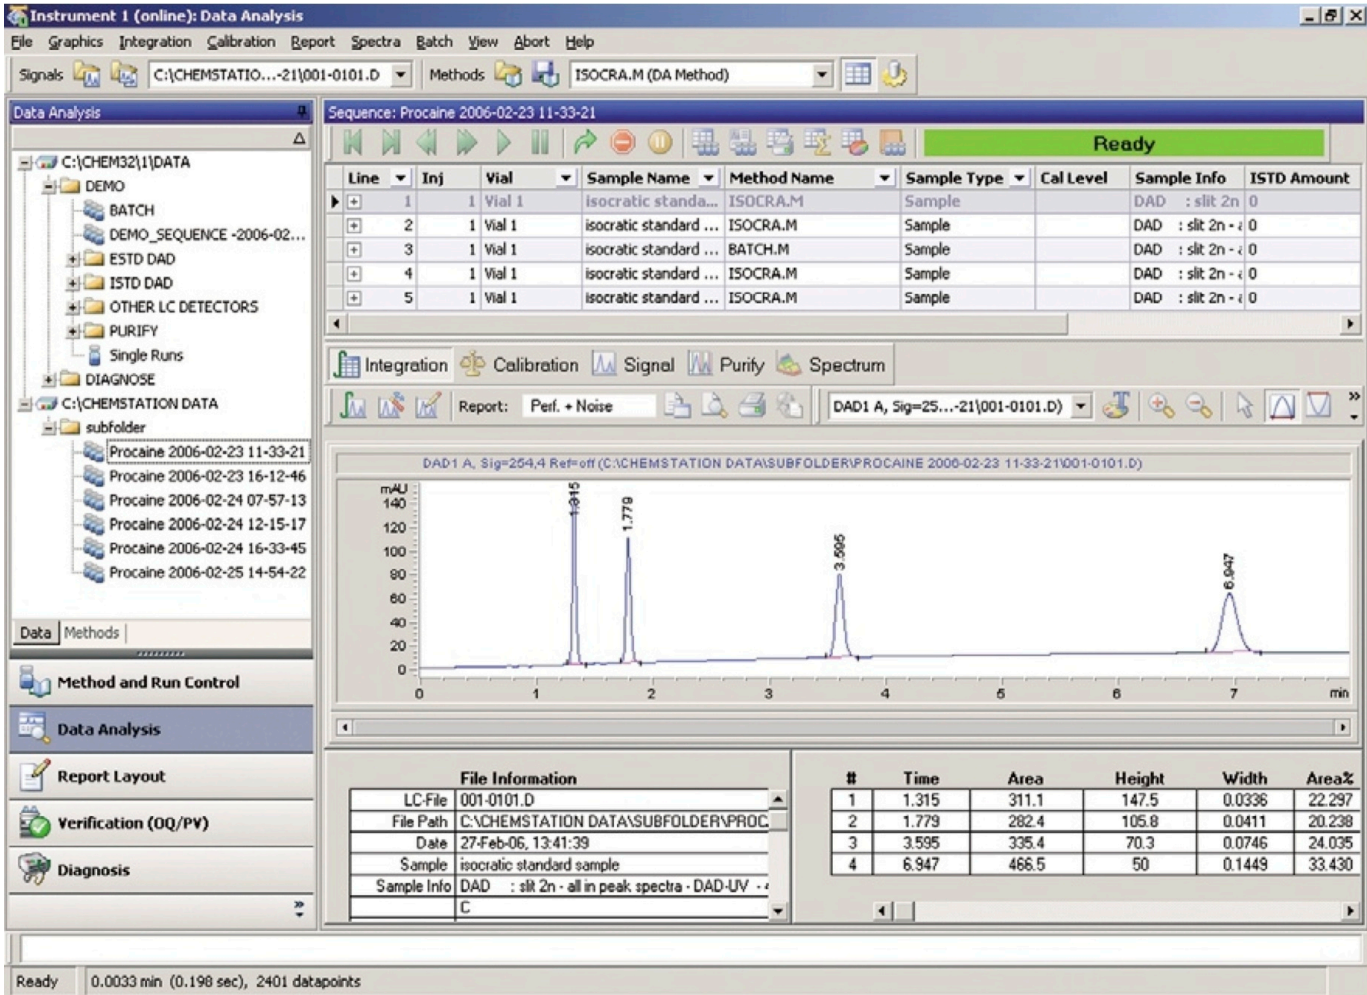 Instrument 1 (online): Data Analysis
File Graphics Integration Calibration Report Spectra Batch View Abort Help
Signals C:\CHEMSTATIO...-21\001-0101.D Methods ISOCRA.M (DA Method)
Data Analysis
C:\CHEM32\1\DATA
DEMO
BATCH
DEMO_SEQUENCE -2006-02...
ESTD DAD
ISTD DAD
OTHER LC DETECTORS
PURIFY
Single Runs
DIAGNOSE
C:\CHEMSTATION DATA
subfolder
Procaine 2006-02-23 11-33-21
Procaine 2006-02-23 16-12-46
Procaine 2006-02-24 07-57-13
Procaine 2006-02-24 12-15-17
Procaine 2006-02-24 16-33-45
Procaine 2006-02-25 14-54-22
Data Methods
Method and Run Control
Data Analysis
Report Layout
Verification (OQ/PV)
Diagnosis
Sequence: Procaine 2006-02-23 11-33-21
Ready
Line Inj Vial Sample Name Method Name Sample Type Cal Level Sample Info ISTD Amount
1 1 Vial 1 isocratic standa... ISOCRA.M Sample DAD : slit 2n 0
2 1 Vial 1 isocratic standard ... ISOCRA.M Sample DAD : slit 2n - 0
3 1 Vial 1 isocratic standard ... BATCH.M Sample DAD : slit 2n - 0
4 1 Vial 1 isocratic standard ... ISOCRA.M Sample DAD : slit 2n - 0
5 1 Vial 1 isocratic standard ... ISOCRA.M Sample DAD : slit 2n - 0
Integration Calibration Signal Purify Spectrum
Report: Perf. + Noise DAD1 A, Sig=25...-21\001-0101.D)
DAD1 A, Sig=254,4 Ref=off (C:\CHEMSTATION DATA\SUBFOLDER\PROCAINE 2006-02-23 11-33-21\001-0101.D)
mAU
140
120
100
80
60
40
20
0
1.315
1.779
3.595
6.947
0 1 2 3 4 5 6 7 min
File Information
LC-File 001-0101.D
File Path C:\CHEMSTATION DATA\SUBFOLDER\PROC
Date 27-Feb-06, 13:41:39
Sample isocratic standard sample
Sample Info DAD : slit 2n - all in peak spectra - DAD-UV -
C
# Time Area Height Width Area%
1 1.315 311.1 147.5 0.0336 22.297
2 1.779 282.4 105.8 0.0411 20.238
3 3.595 335.4 70.3 0.0746 24.035
4 6.947 466.5 50 0.1449 33.430
Ready 0.0033 min (0.198 sec), 2401 datapoints